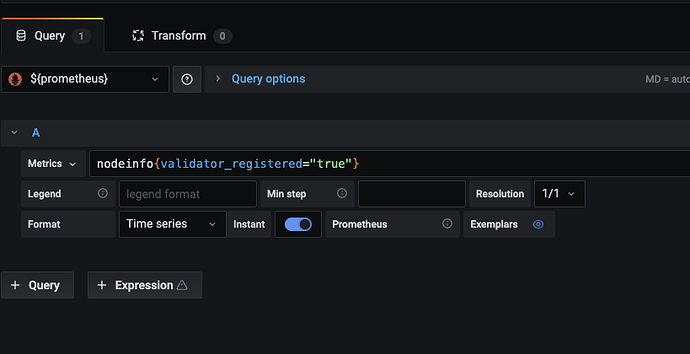 Query 1 Transform 0
${prometheus} Query options MD = auto
A
Metrics nodeinfo{validator_registered="true"}
Legend legend format Min step Resolution 1/1
Format Time series Instant Prometheus Exemplars
+ Query + Expression